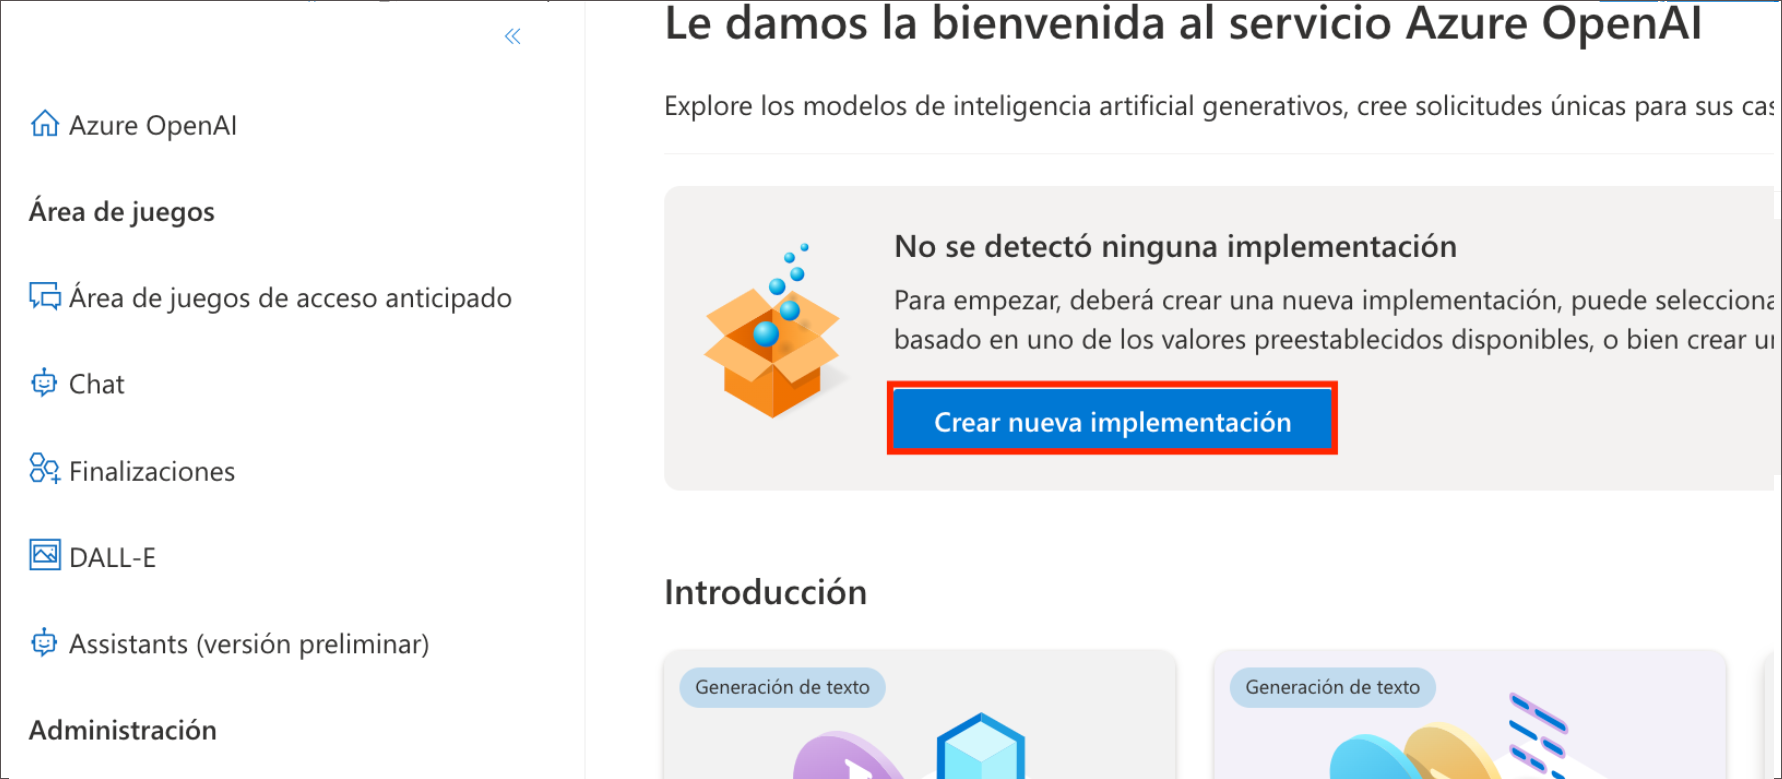 Azure OpenAI
Área de juegos
Área de juegos de acceso anticipado
Chat
Finalizaciones
DALL-E
Assistants (versión preliminar)
Administración
Le damos la bienvenida al servicio Azure OpenAI
Explore los modelos de inteligencia artificial generativos, cree solicitudes únicas para sus cas
No se detectó ninguna implementación
Para empezar, deberá crear una nueva implementación, puede selecciona
basado en uno de los valores preestablecidos disponibles, o bien crear un
Crear nueva implementación
Introducción
Generación de texto
Generación de texto